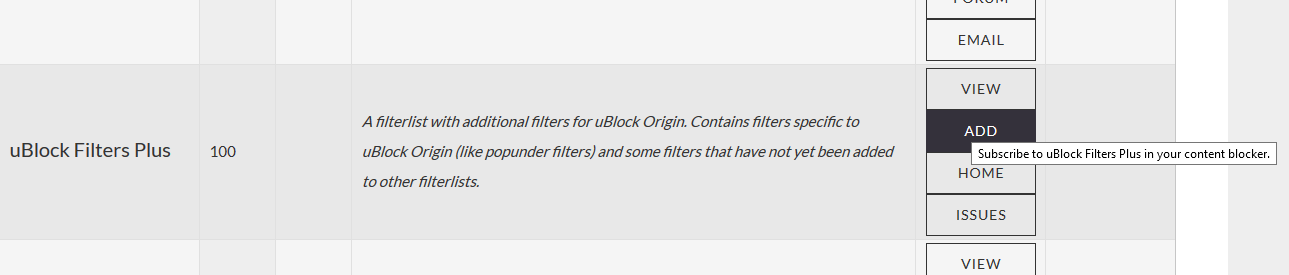 FORUM
EMAIL
uBlock Filters Plus
100
A filterlist with additional filters for uBlock Origin. Contains filters specific to
uBlock Origin (like popunder filters) and some filters that have not yet been added
to other filterlists.
VIEW
ADD
Subscribe to uBlock Filters Plus in your content blocker.
HOME
ISSUES
VIEW